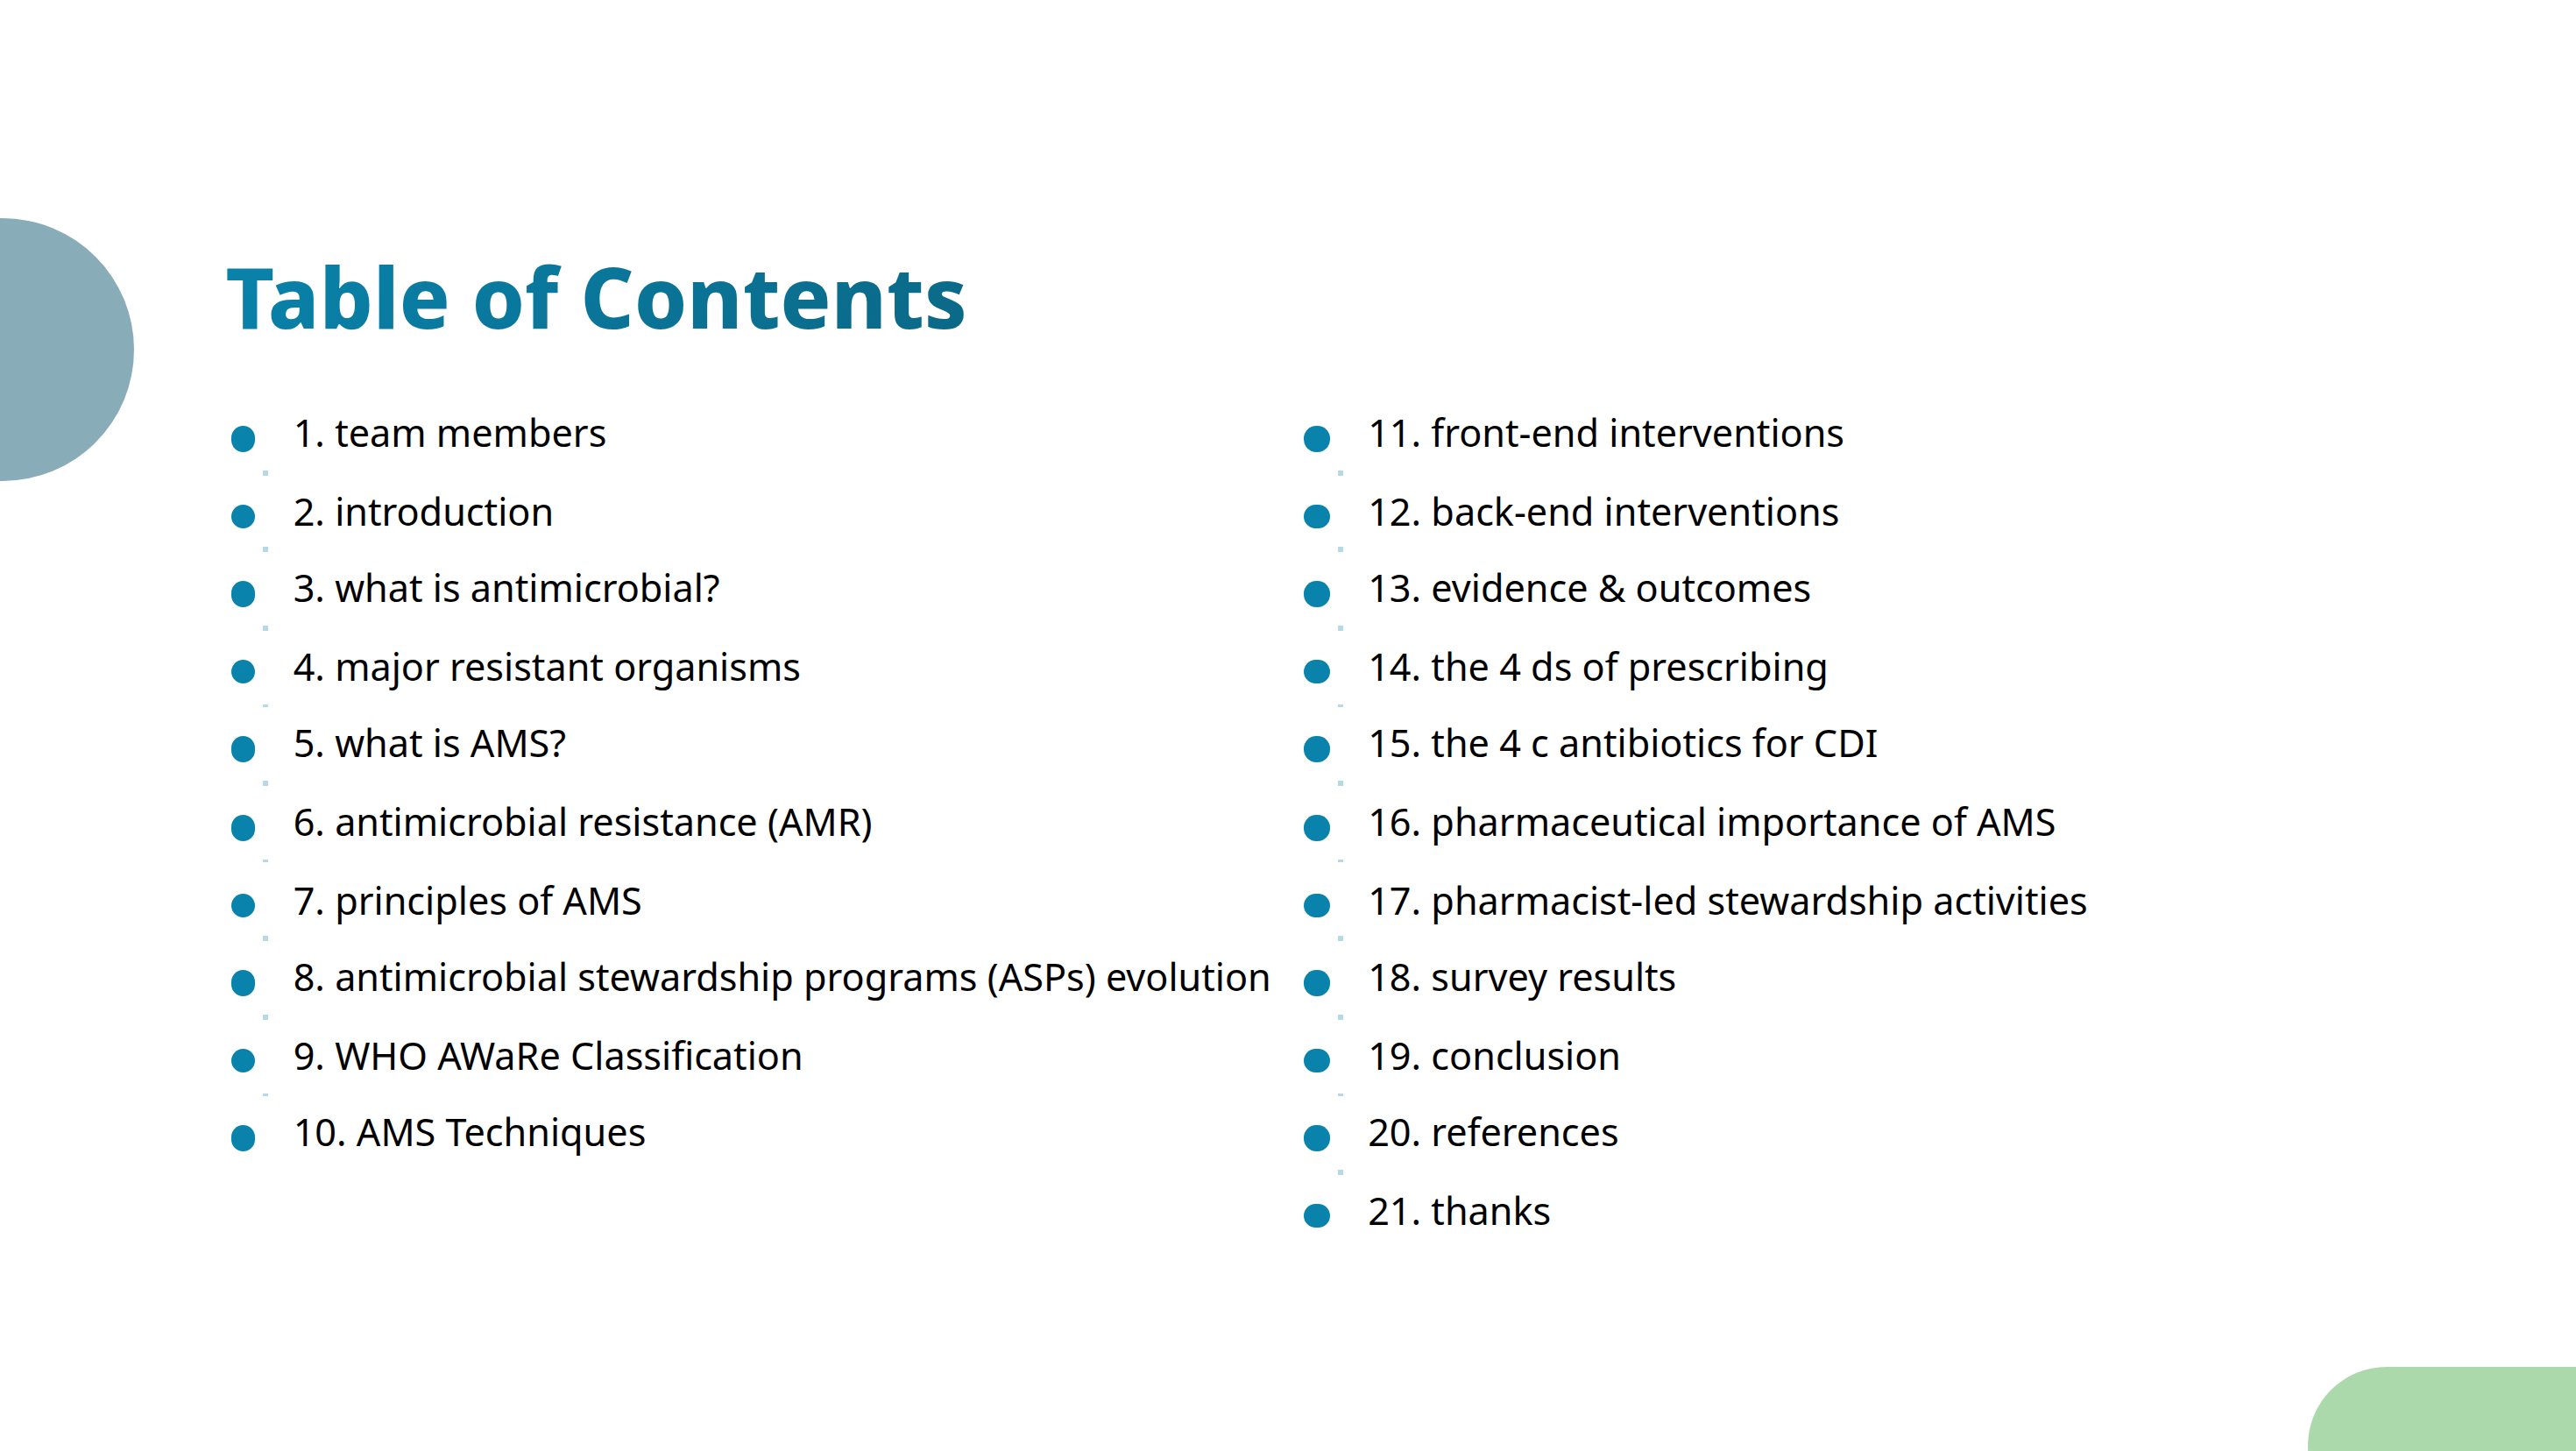 Table of Contents
1. team members
2. introduction
3. what is antimicrobial?
4. major resistant organisms
5. what is AMS?
6. antimicrobial resistance (AMR)
7. principles of AMS
8. antimicrobial stewardship programs (ASPs) evolution
9. WHO AWaRe Classification
10. AMS Techniques
11. front-end interventions
12. back-end interventions
13. evidence & outcomes
14. the 4 ds of prescribing
15. the 4 c antibiotics for CDI
16. pharmaceutical importance of AMS
17. pharmacist-led stewardship activities
18. survey results
19. conclusion
20. references
21. thanks